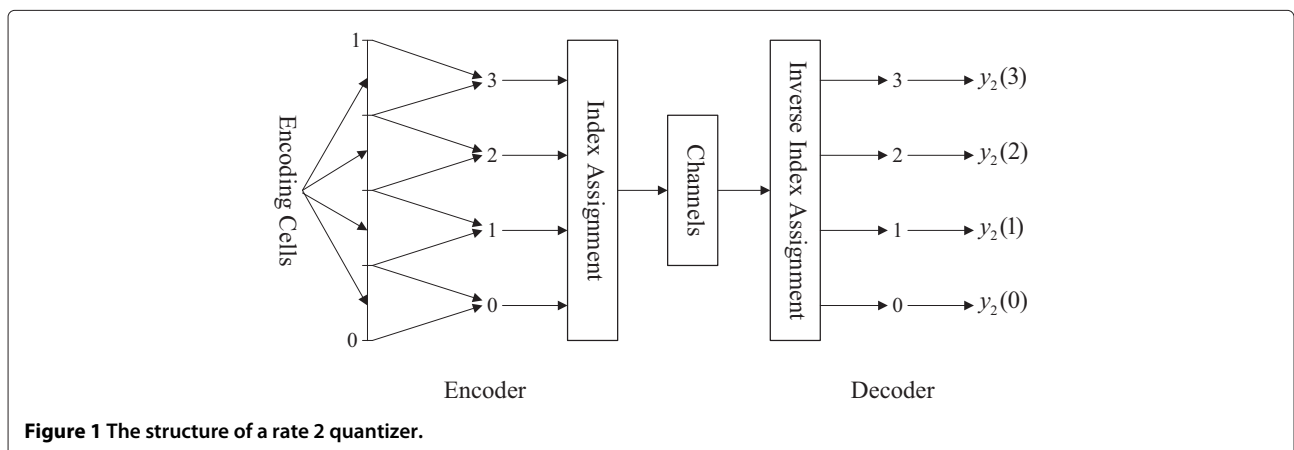 1
0
Encoding Cells
3
2
1
0
Index Assignment
Channels
Inverse Index Assignment
3
2
1
0
y₂(3)
y₂(2)
y₂(1)
y₂(0)
Encoder
Decoder
Figure 1 The structure of a rate 2 quantizer.